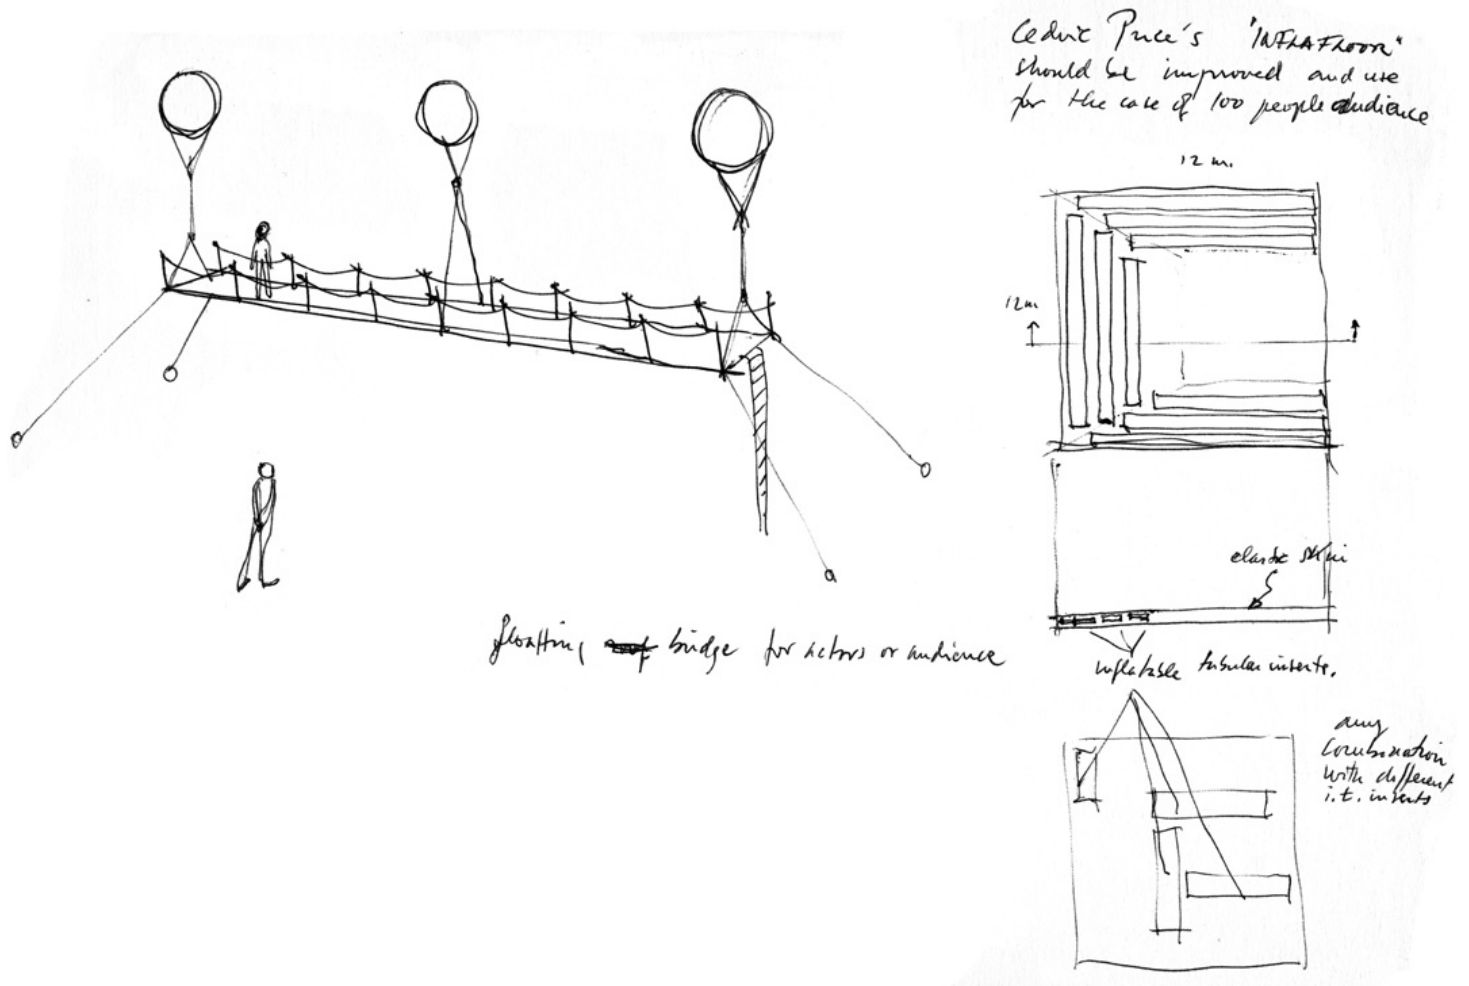 Cedric Price's "INFLAFLOOR"
should be improved and use
for the case of 100 people audience
12 m.
12m
elastic skin
inflatable tubular inserts.
any
combination
with different
i.t. inserts
floatting bridge for actors or audience